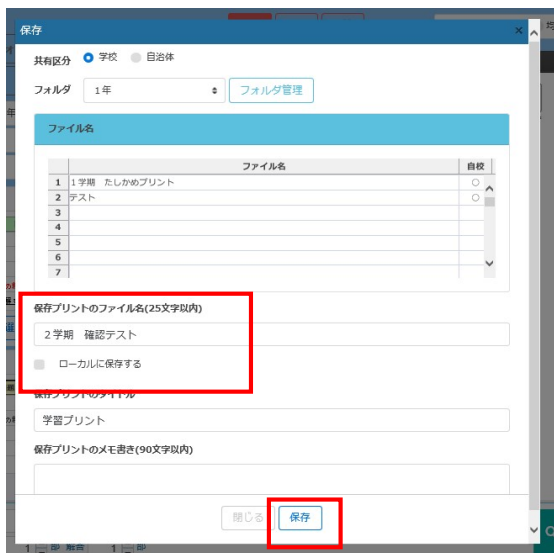 保存 ×
共有区分 学校 自治体
フォルダ 1年 フォルダ管理
ファイル名
ファイル名 自校
1 1学期 たしかめプリント ○
2 テスト ○
3
4
5
6
7
保存プリントのファイル名(25文字以内)
2学期 確認テスト
ローカルに保存する
保存プリントのタイトル
学習プリント
保存プリントのメモ書き(90文字以内)
閉じる 保存